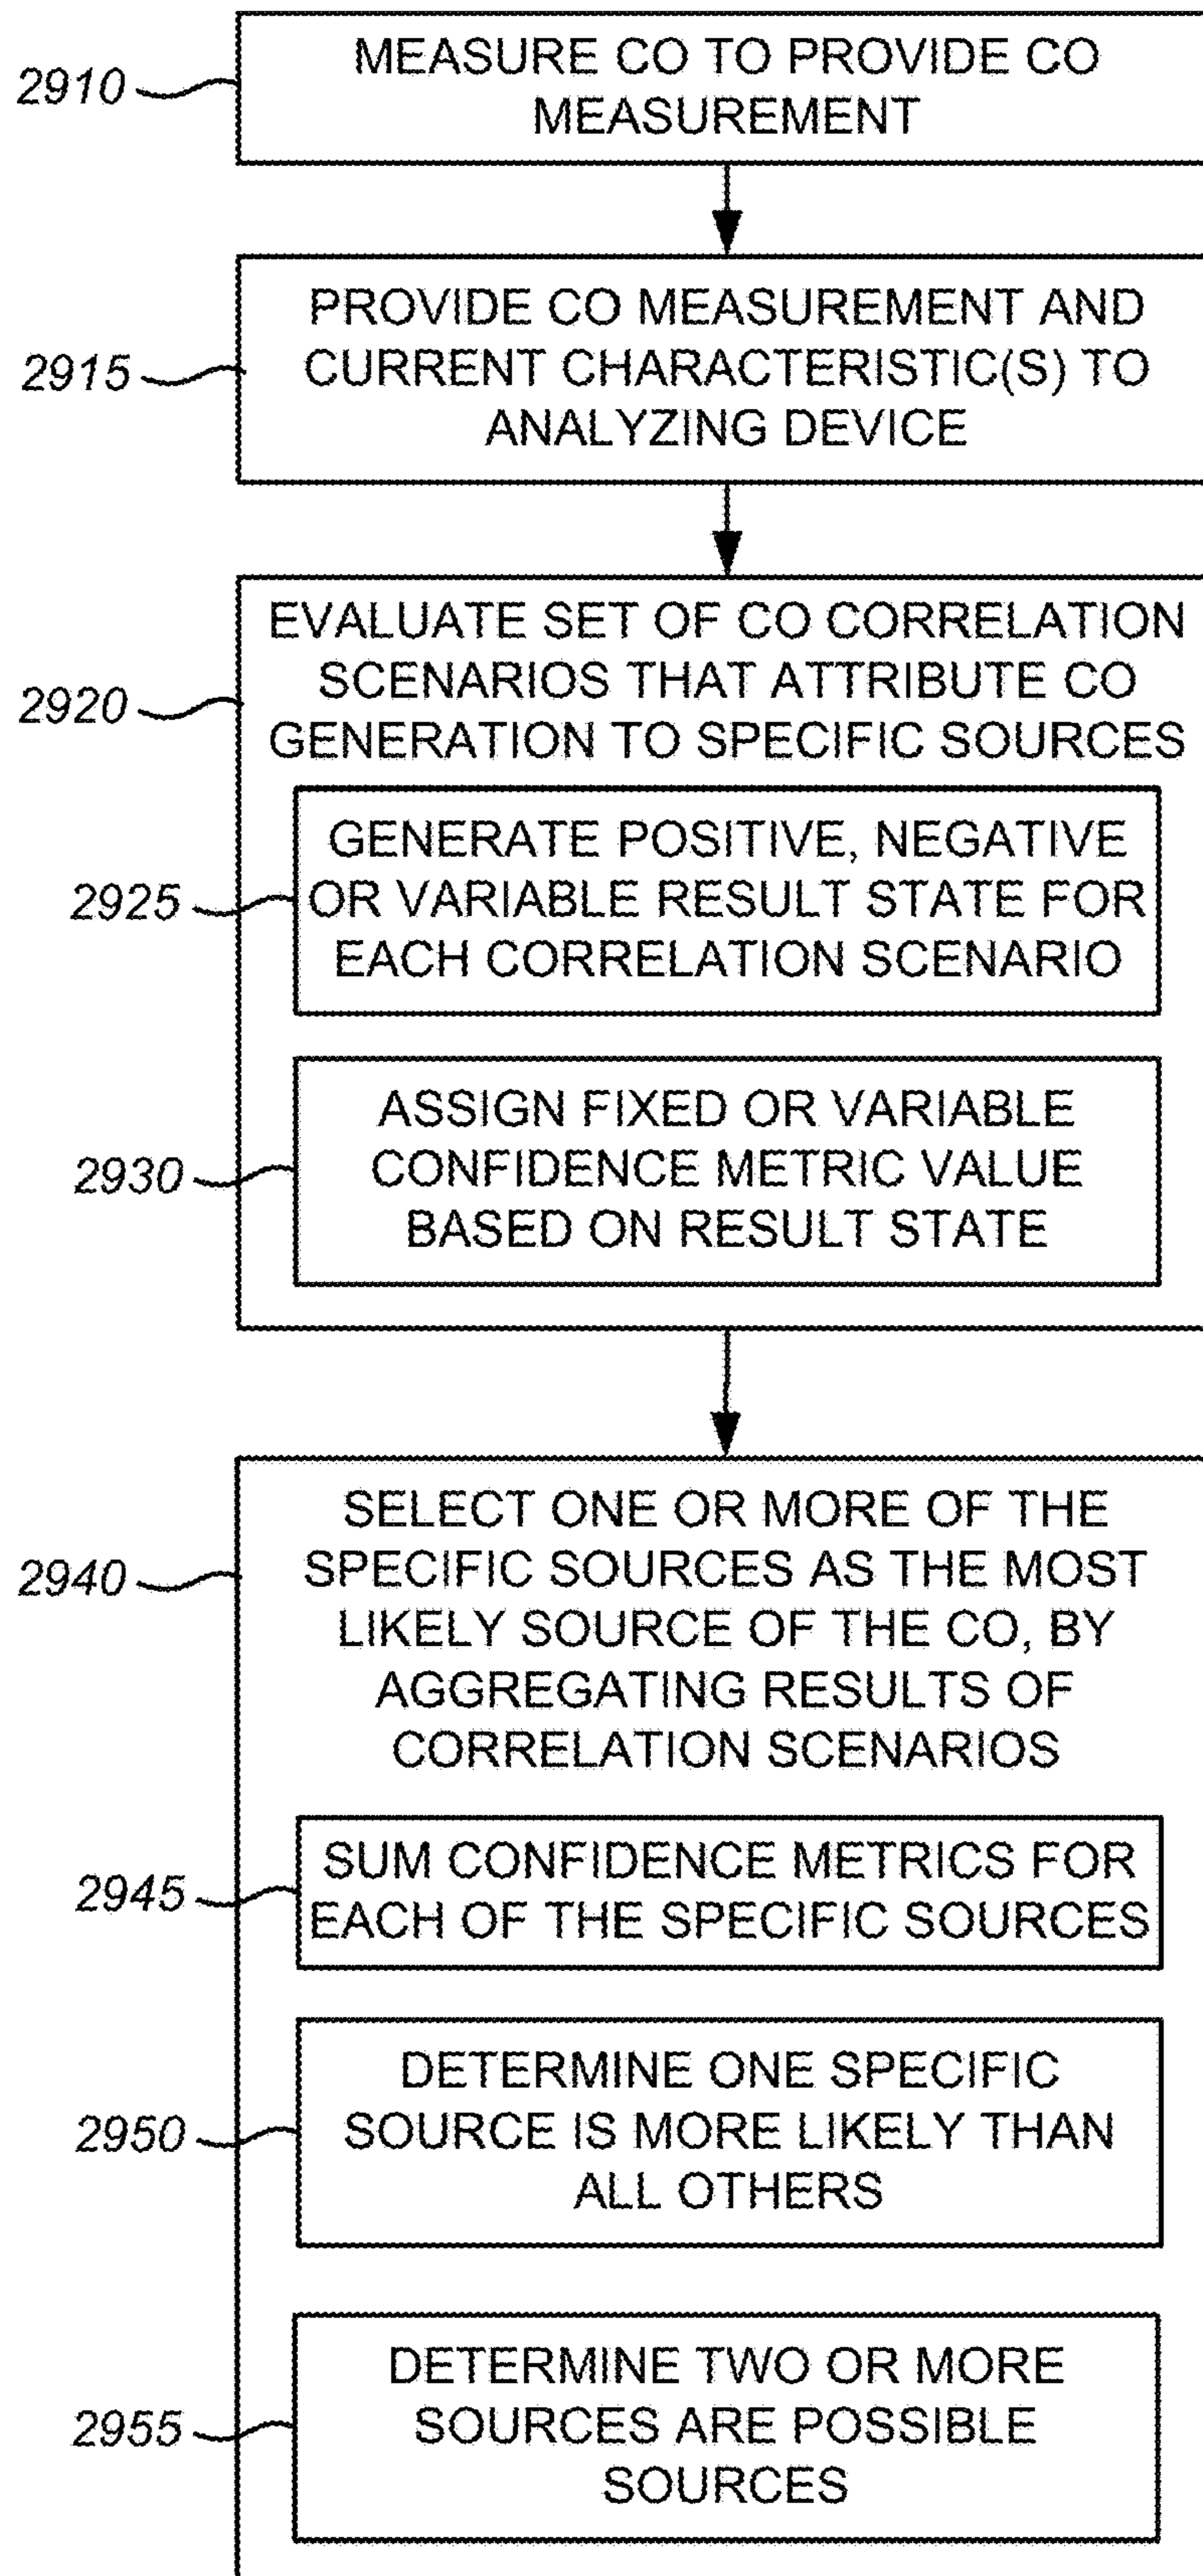 2910
MEASURE CO TO PROVIDE CO
MEASUREMENT
2915
PROVIDE CO MEASUREMENT AND
CURRENT CHARACTERISTIC(S) TO
ANALYZING DEVICE
2920
EVALUATE SET OF CO CORRELATION
SCENARIOS THAT ATTRIBUTE CO
GENERATION TO SPECIFIC SOURCES
2925
GENERATE POSITIVE, NEGATIVE
OR VARIABLE RESULT STATE FOR
EACH CORRELATION SCENARIO
2930
ASSIGN FIXED OR VARIABLE
CONFIDENCE METRIC VALUE
BASED ON RESULT STATE
2940
SELECT ONE OR MORE OF THE
SPECIFIC SOURCES AS THE MOST
LIKELY SOURCE OF THE CO, BY
AGGREGATING RESULTS OF
CORRELATION SCENARIOS
2945
SUM CONFIDENCE METRICS FOR
EACH OF THE SPECIFIC SOURCES
2950
DETERMINE ONE SPECIFIC
SOURCE IS MORE LIKELY THAN
ALL OTHERS
2955
DETERMINE TWO OR MORE
SOURCES ARE POSSIBLE
SOURCES